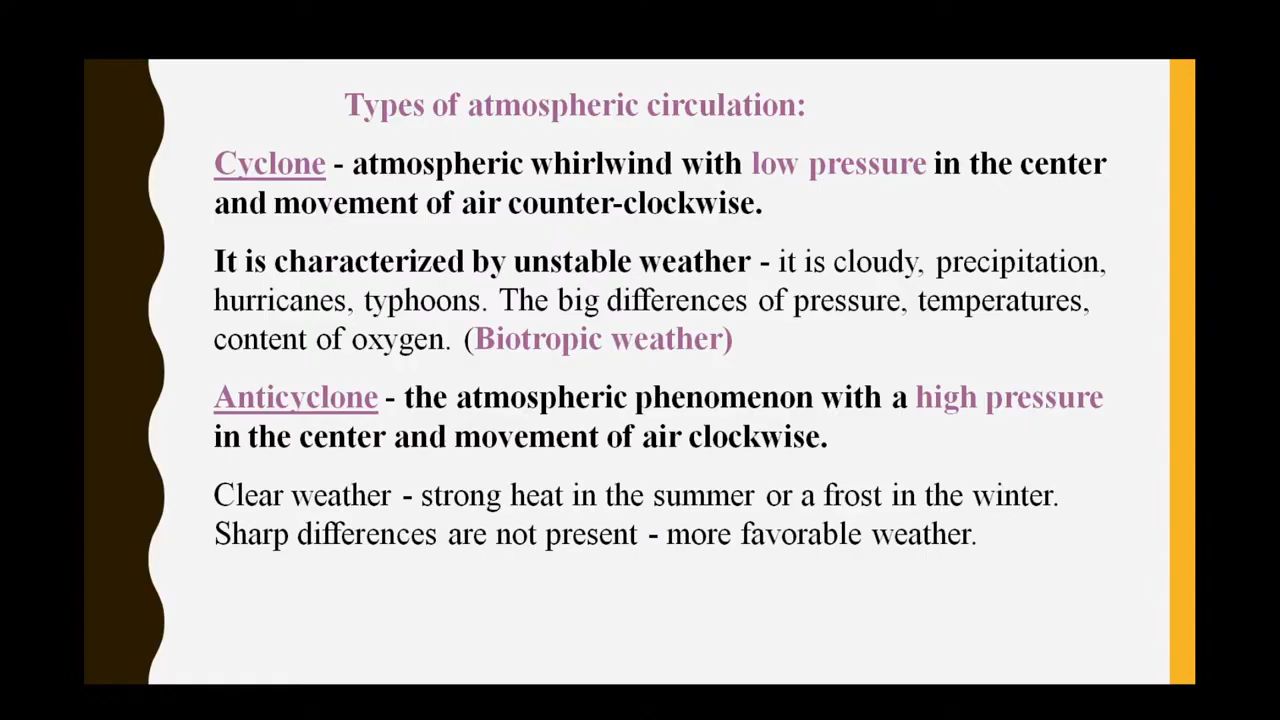 Types of atmospheric circulation:
Cyclone - atmospheric whirlwind with low pressure in the center
and movement of air counter-clockwise.
It is characterized by unstable weather - it is cloudy, precipitation,
hurricanes, typhoons. The big differences of pressure, temperatures,
content of oxygen. (Biotropic weather)
Anticyclone - the atmospheric phenomenon with a high pressure
in the center and movement of air clockwise.
Clear weather - strong heat in the summer or a frost in the winter.
Sharp differences are not present - more favorable weather.